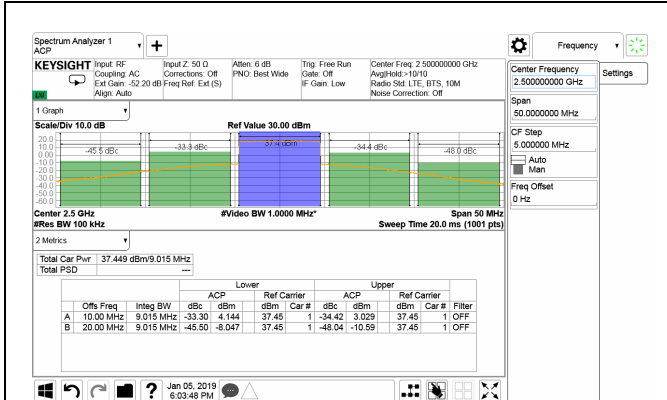 Spectrum Analyzer 1
ACP
Frequency
KEYSIGHT Input: RF Input Z: 50 Ω Atten: 6 dB Trig: Free Run Center Freq: 2.500000000 GHz
Coupling: AC Corrections: Off PNO: Best Wide Gate: Off Avg|Hold:>10/10
Ext Gain: -52.20 dB Freq Ref: Ext (S) IF Gain: Low Radio Std: LTE, BTS, 10M
Align: Auto Noise Correction: Off
LXI
Center Frequency
2.500000000 GHz
Settings
Span
50.0000000 MHz
CF Step
5.000000 MHz
Auto
Man
Freq Offset
0 Hz
1 Graph
Scale/Div 10.0 dB Ref Value 30.00 dBm
20.0
10.0
0.00
-10.0
-20.0
-30.0
-40.0
-50.0
-60.0
-45.5 dBc -33.3 dBc 37.4 dBm -34.4 dBc -48.0 dBc
Center 2.5 GHz #Video BW 1.0000 MHz* Span 50 MHz
#Res BW 100 kHz Sweep Time 20.0 ms (1001 pts)
2 Metrics
Total Car Pwr 37.449 dBm/9.015 MHz
Total PSD ---
Lower Upper
ACP Ref Carrier ACP Ref Carrier
Offs Freq Integ BW dBc dBm dBm Car # dBc dBm dBm Car # Filter
A 10.00 MHz 9.015 MHz -33.30 4.144 37.45 1 -34.42 3.029 37.45 1 OFF
B 20.00 MHz 9.015 MHz -45.50 -8.047 37.45 1 -48.04 -10.59 37.45 1 OFF
?
Jan 05, 2019
6:03:48 PM